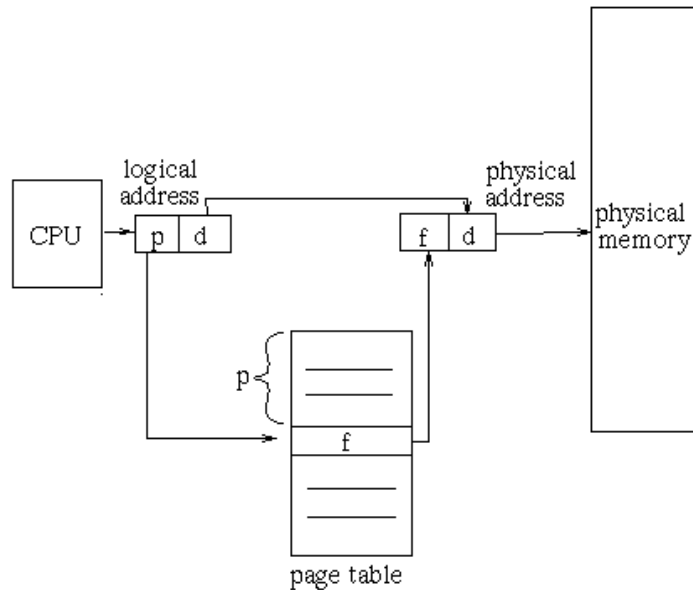 logical
address
physical
address
CPU
p d
f d
physical
memory
p
f
page table